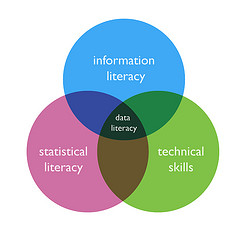 information
literacy
data
literacy
statistical
literacy
technical
skills